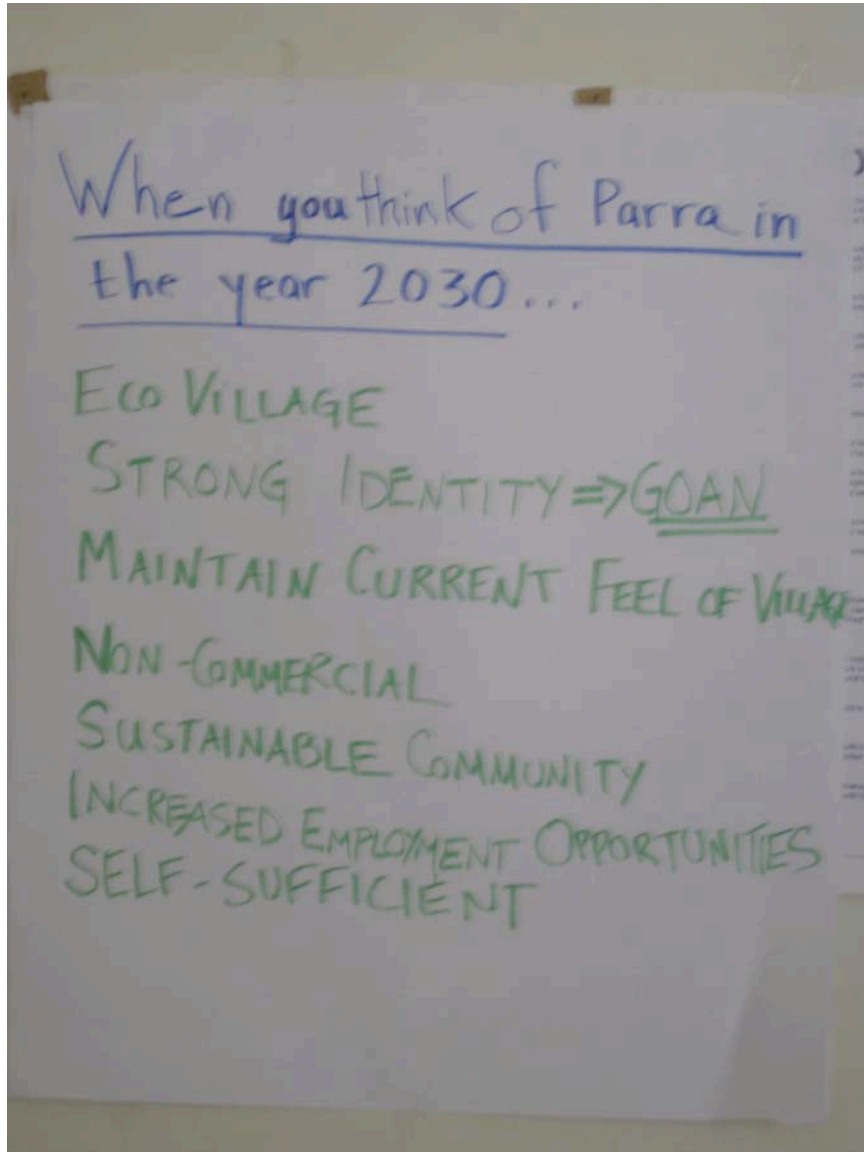 When you think of Parra in
the year 2030...
ECO VILLAGE
STRONG IDENTITY => GOAN
MAINTAIN CURRENT FEEL OF VILLAGE
NON-COMMERCIAL
SUSTAINABLE COMMUNITY
INCREASED EMPLOYMENT OPPORTUNITIES
SELF-SUFFICIENT